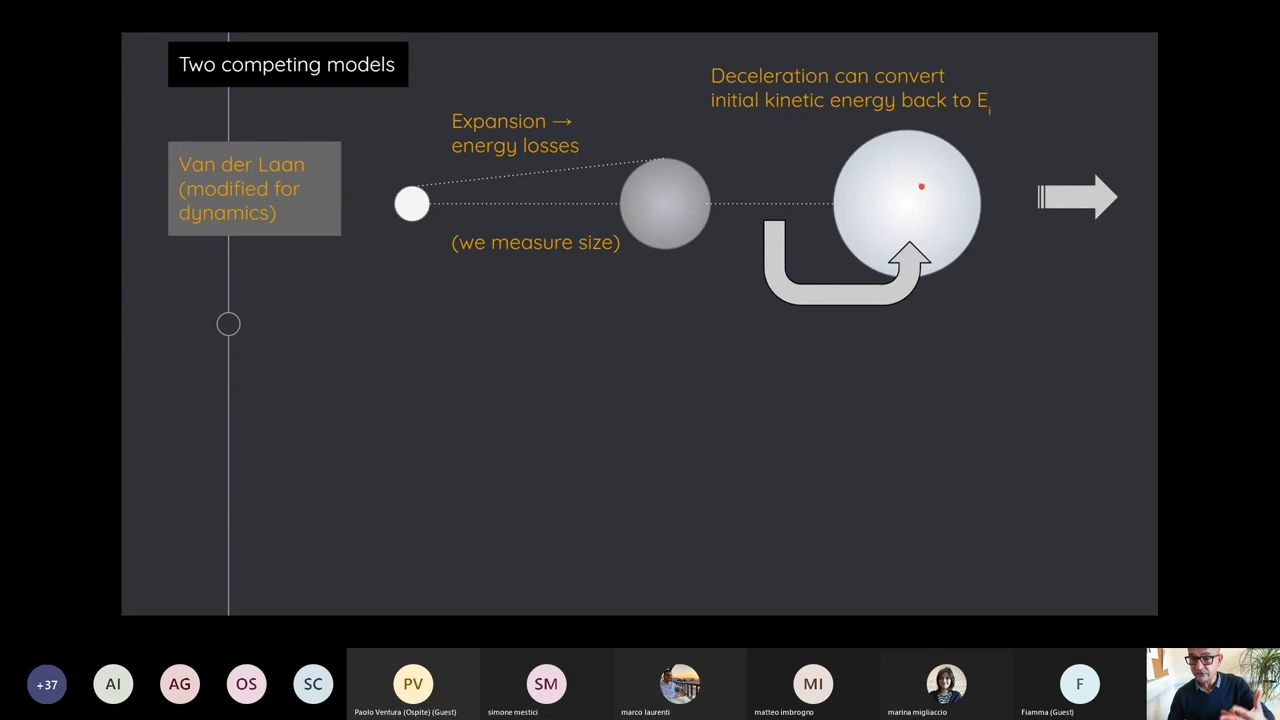 Two competing models
Deceleration can convert
initial kinetic energy back to Ei
Expansion →
energy losses
Van der Laan
(modified for
dynamics)
(we measure size)
+37
AI
AG
OS
SC
PV
SM
MI
F
Paolo Ventura (Ospite) (Guest)
simone mestici
marco laurenti
matteo imbrogno
marina migliaccio
Fiamma (Guest)